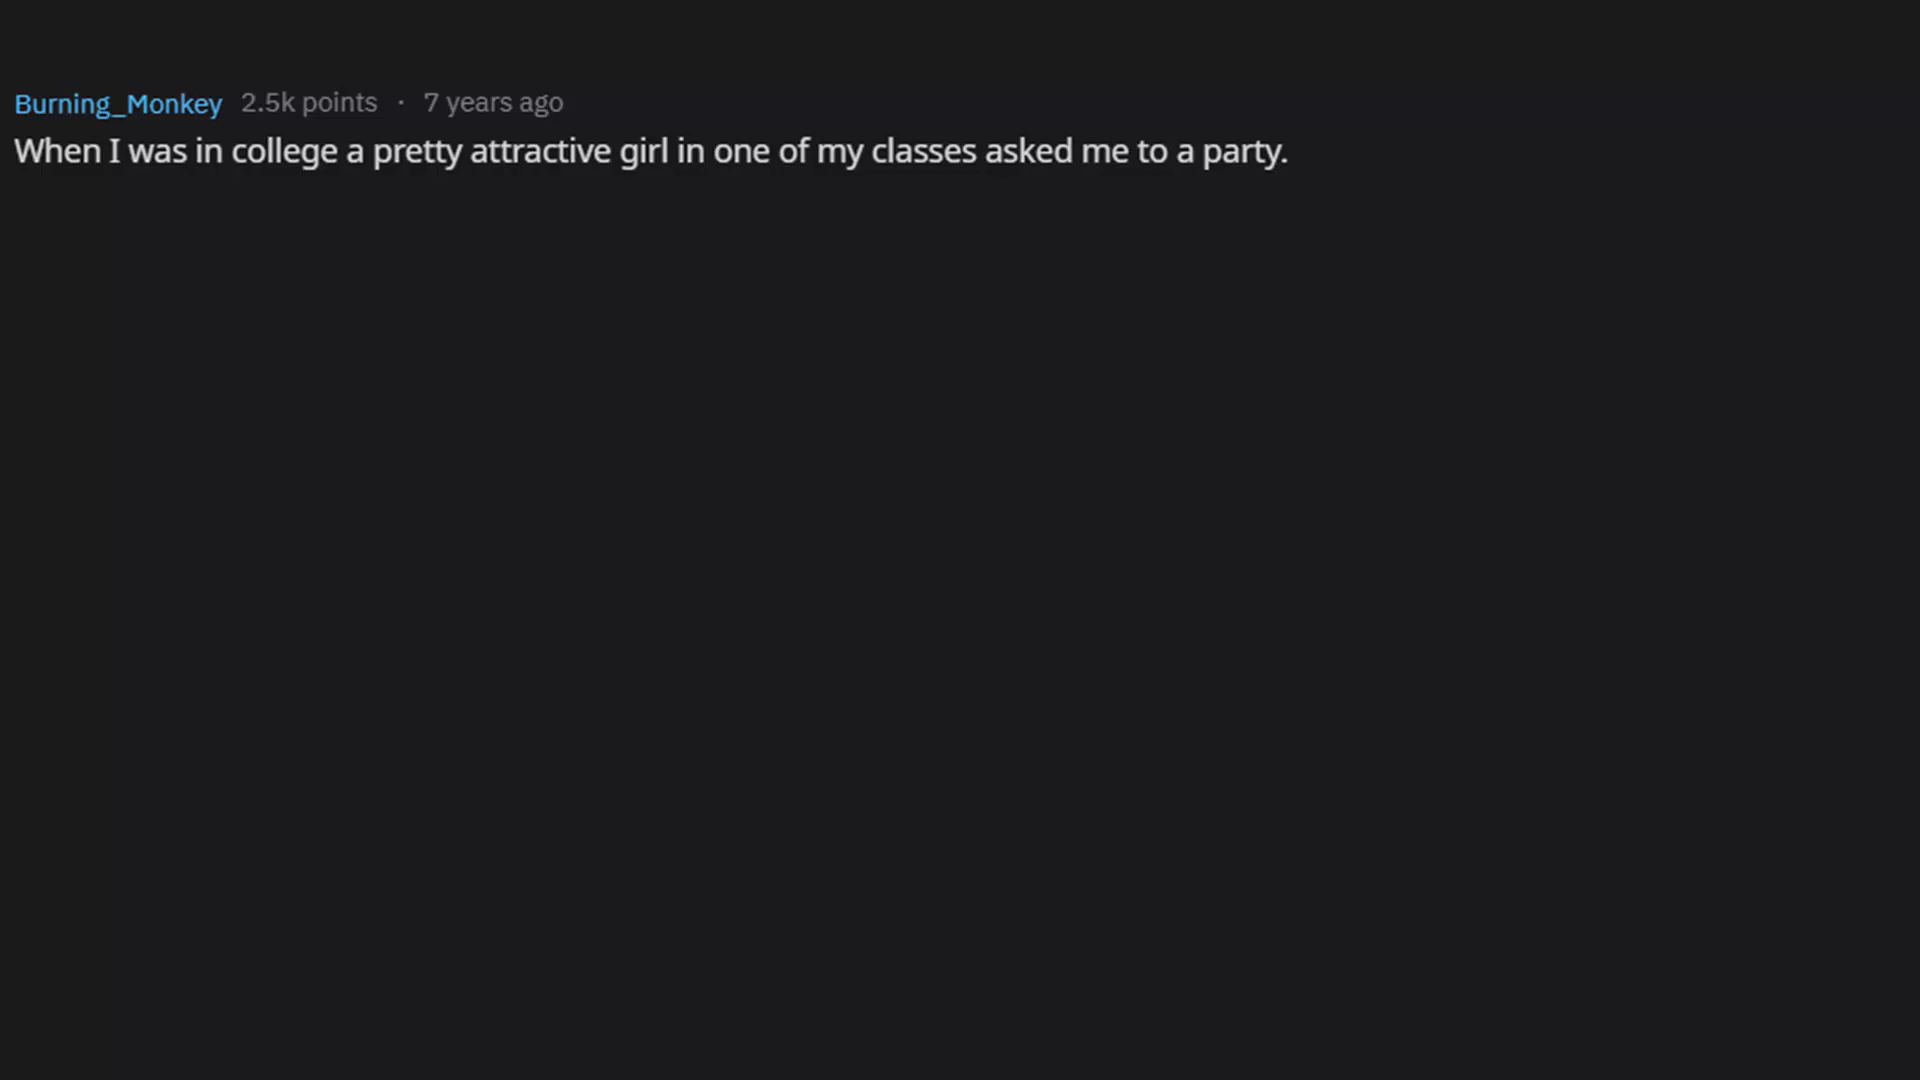 Burning_Monkey 2.5k points · 7 years ago
When I was in college a pretty attractive girl in one of my classes asked me to a party.